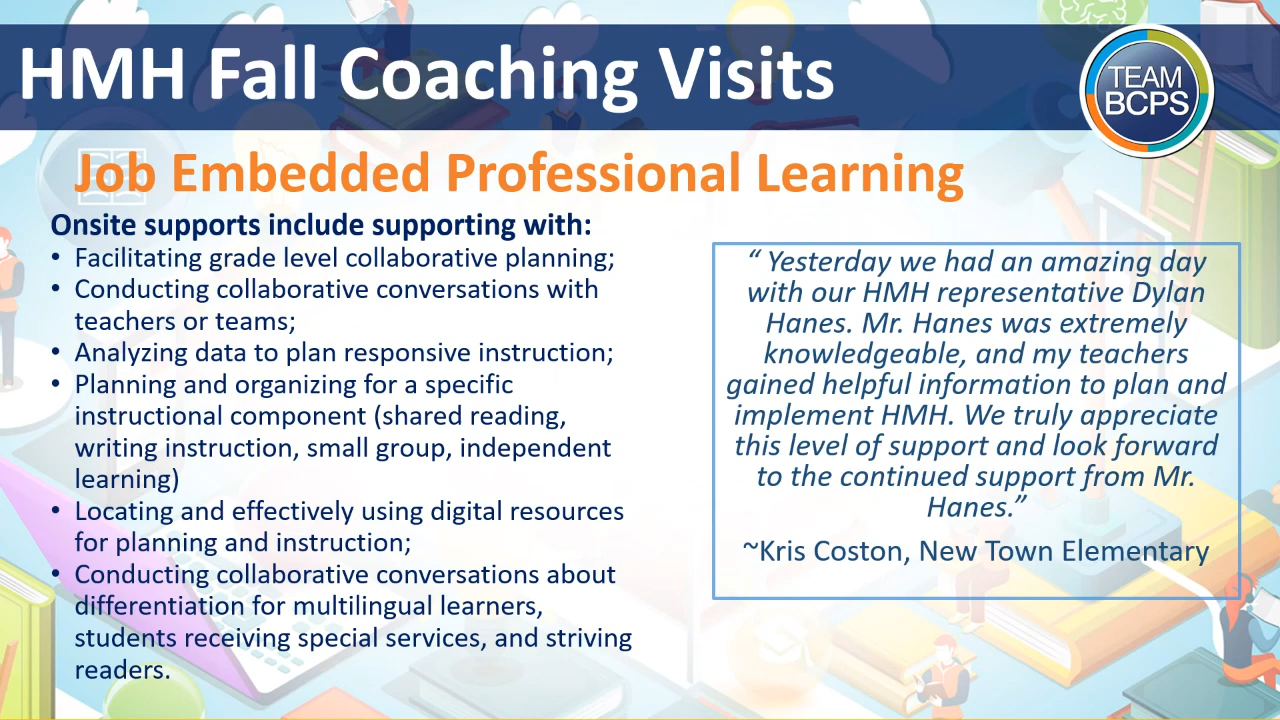 HMH Fall Coaching Visits
TEAM
BCPS
Job Embedded Professional Learning
Onsite supports include supporting with:
• Facilitating grade level collaborative planning;
• Conducting collaborative conversations with
teachers or teams;
• Analyzing data to plan responsive instruction;
• Planning and organizing for a specific
instructional component (shared reading,
writing instruction, small group, independent
learning)
• Locating and effectively using digital resources
for planning and instruction;
• Conducting collaborative conversations about
differentiation for multilingual learners,
students receiving special services, and striving
readers.
“ Yesterday we had an amazing day
with our HMH representative Dylan
Hanes. Mr. Hanes was extremely
knowledgeable, and my teachers
gained helpful information to plan and
implement HMH. We truly appreciate
this level of support and look forward
to the continued support from Mr.
Hanes.”
~Kris Coston, New Town Elementary